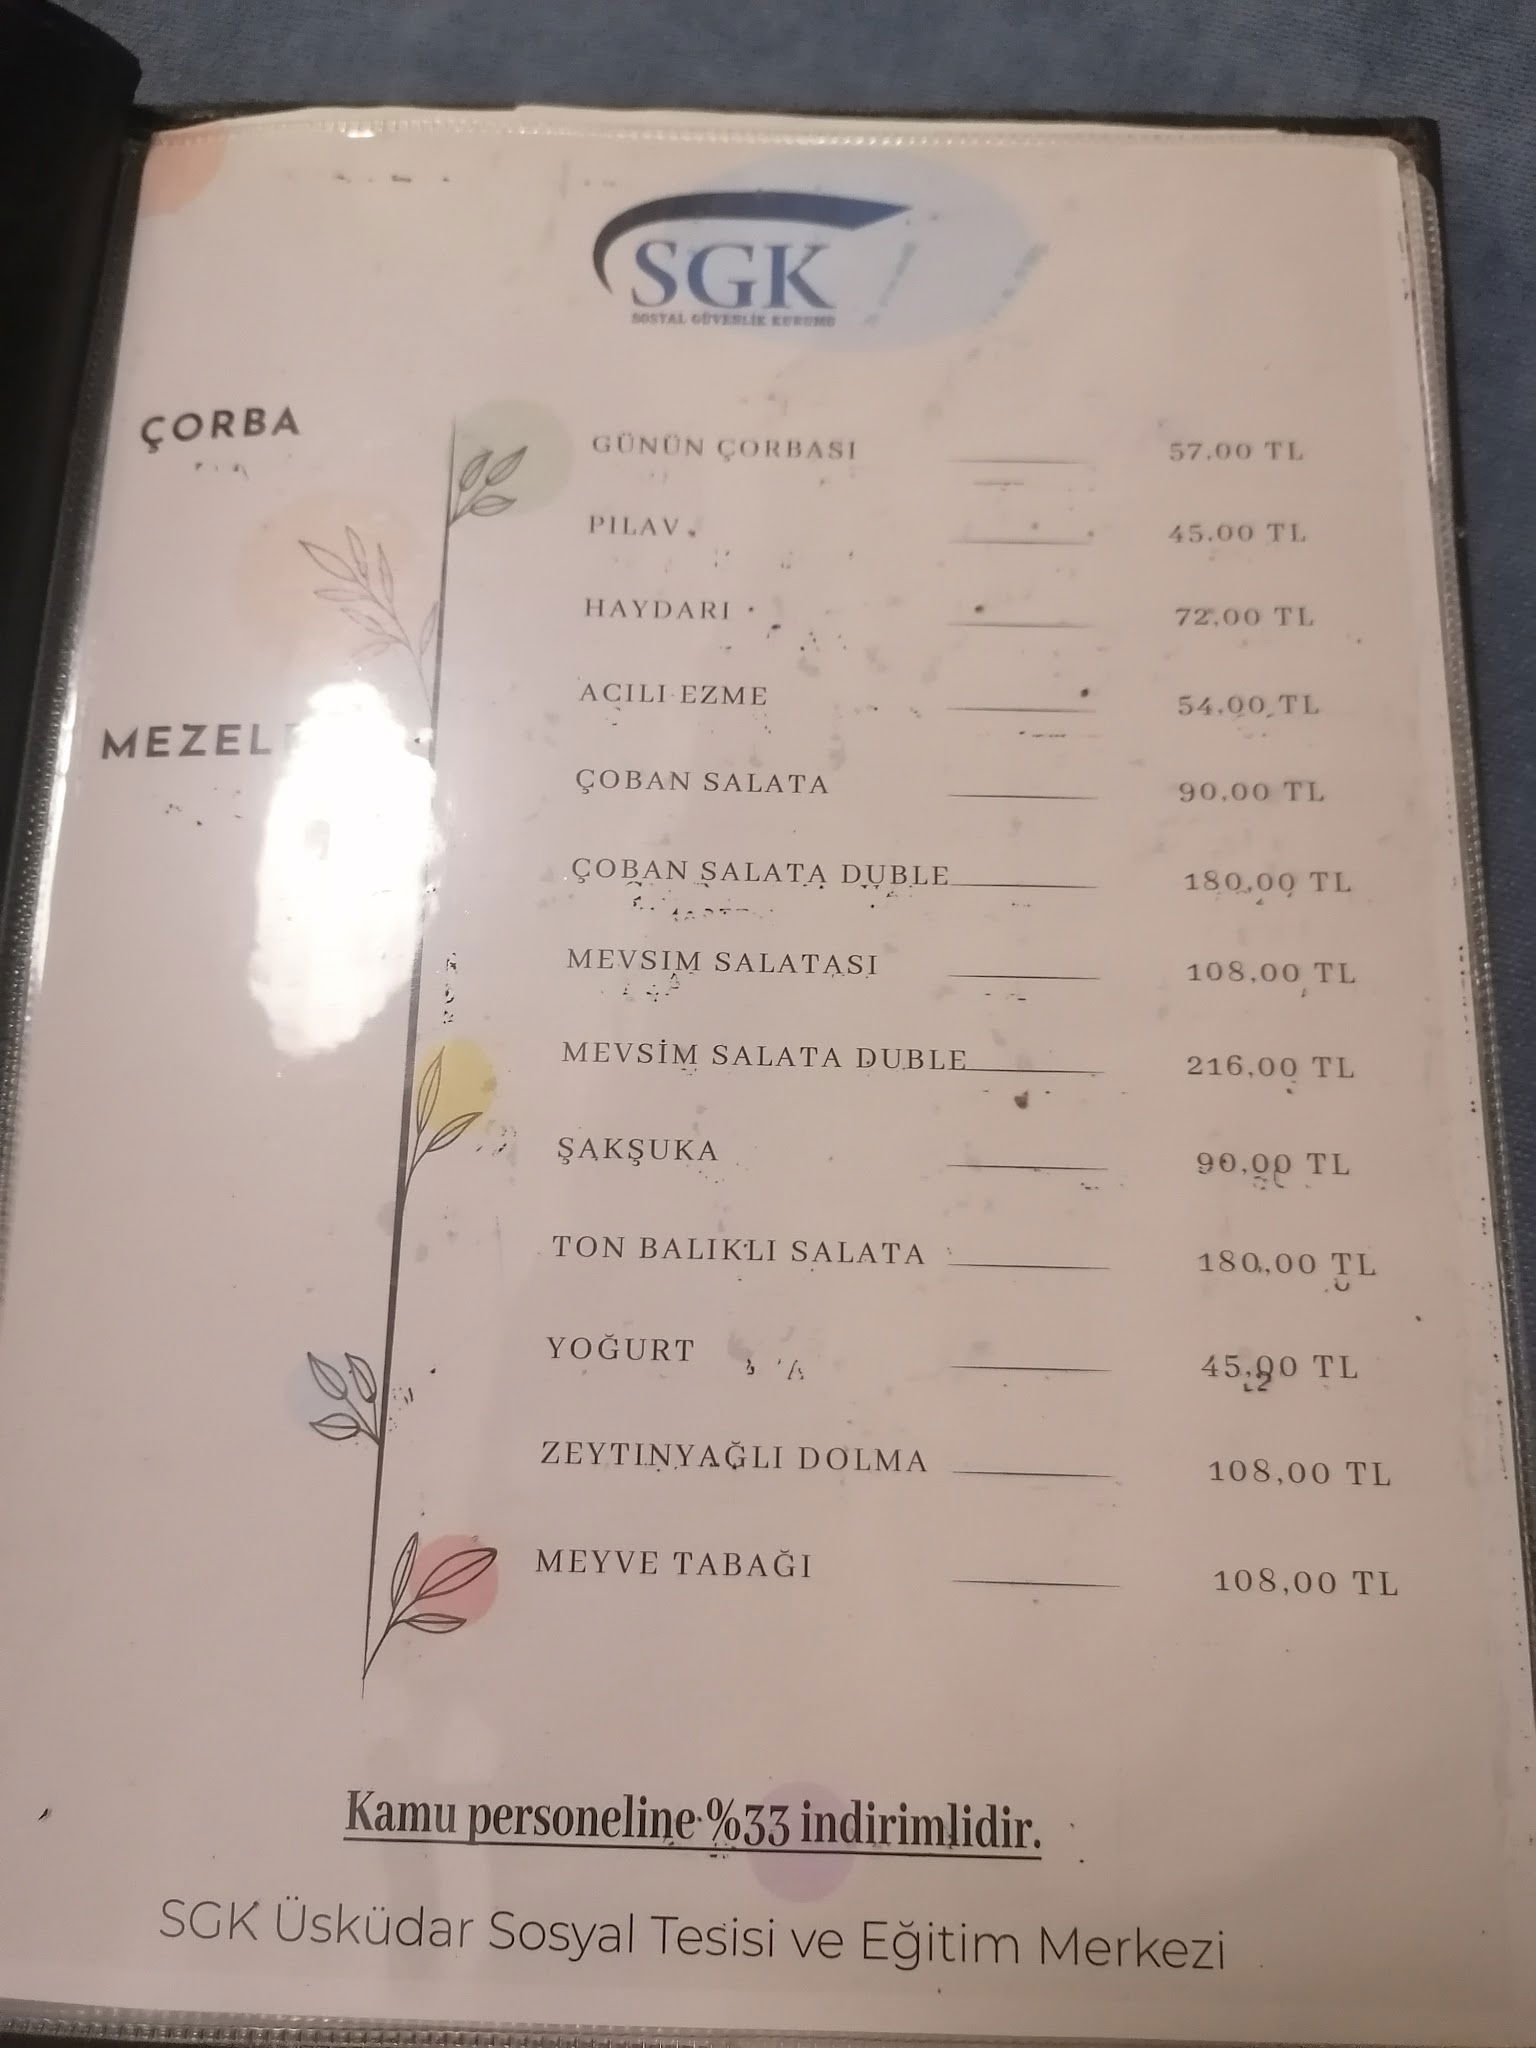 SGK
SOSYAL GÜVENLİK KURUMU
ÇORBA
GÜNÜN ÇORBASI 57.00 TL
PILAV 45.00 TL
HAYDARI 72.00 TL
ACILI EZME 54.00 TL
MEZELE
ÇOBAN SALATA 90,00 TL
ÇOBAN SALATA DUBLE 180,00 TL
MEVSIM SALATASI 108,00 TL
MEVSİM SALATA DUBLE 216,00 TL
ŞAKŞUKA 90,00 TL
TON BALIKLI SALATA 180,00 TL
YOĞURT 45,00 TL
ZEYTINYAĞLI DOLMA 108,00 TL
MEYVE TABAĞI 108,00 TL
Kamu personeline %33 indirimlidir.
SGK Üsküdar Sosyal Tesisi ve Eğitim Merkezi